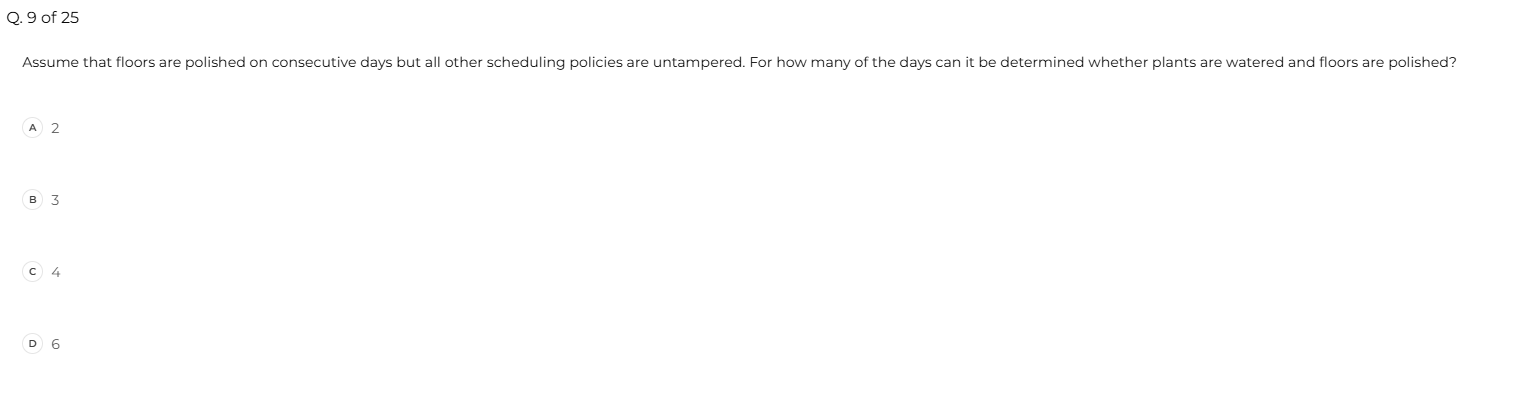 Q. 9 of 25
Assume that floors are polished on consecutive days but all other scheduling policies are untampered. For how many of the days can it be determined whether plants are watered and floors are polished?
A 2
B 3
C 4
D 6